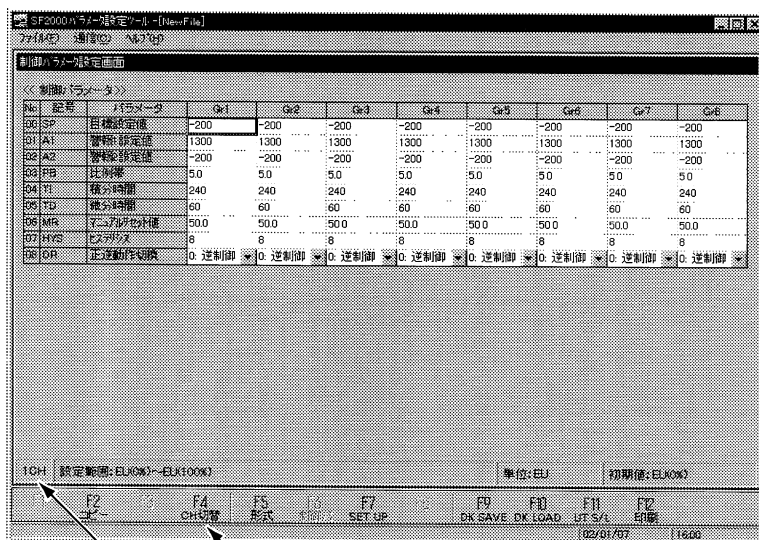 SF2000パラメータ設定ツール - [NewFile]
ファイル(F) 通信(C) ヘルプ(H)
制御パラメータ設定画面
<< 制御パラメータ >>
No 記号 パラメータ Gr1 Gr2 Gr3 Gr4 Gr5 Gr6 Gr7 Gr8
00 SP 目標設定値 -200 -200 -200 -200 -200 -200 -200 -200
01 A1 警報1設定値 1300 1300 1300 1300 1300 1300 1300 1300
02 A2 警報2設定値 -200 -200 -200 -200 -200 -200 -200 -200
03 PB 比例帯 5.0 5.0 5.0 5.0 5.0 5.0 5.0 5.0
04 TI 積分時間 240 240 240 240 240 240 240 240
05 TD 微分時間 60 60 60 60 60 60 60 60
06 MR マニュアルリセット値 50.0 50.0 50.0 50.0 50.0 50.0 50.0 50.0
07 HYS ヒステリシス 8 8 8 8 8 8 8 8
08 DR 正逆動作切換 0: 逆制御 0: 逆制御 0: 逆制御 0: 逆制御 0: 逆制御 0: 逆制御 0: 逆制御 0: 逆制御
1CH 設定範囲: EU(0%)~EU(100%) 単位: EU 初期値: EU(0%)
F2 F4 F5 F7 F9 F10 F11 F12
コピー CH切替 形式 SET UP DK SAVE DK LOAD UT S/L 印刷
02/01/07 16:00